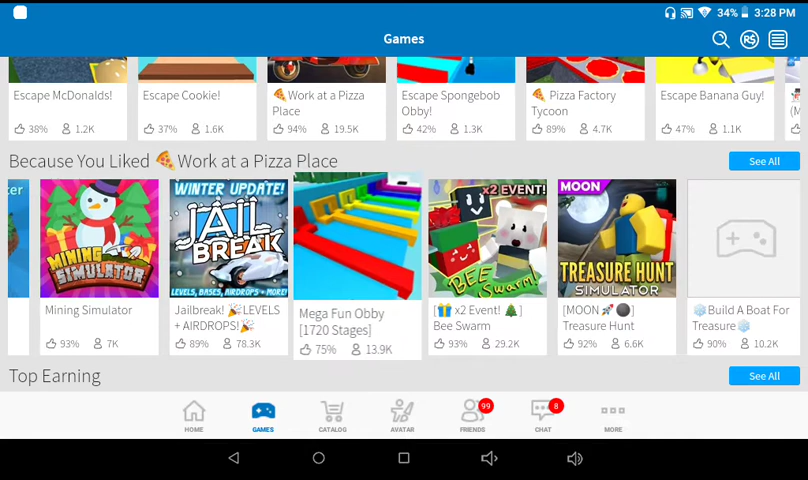 34% 3:28 PM
Games
R$
Escape McDonalds!
Escape Cookie!
🍕Work at a Pizza
Place
Escape Spongebob
Obby!
🍕 Pizza Factory
Tycoon
Escape Banana Guy!
38% 1.2K
37% 1.6K
94% 19.5K
42% 1.3K
89% 4.7K
47% 1.1K
Because You Liked 🍕Work at a Pizza Place
See All
MINING
SIMULATOR
WINTER UPDATE!
JAIL
BREAK
LEVELS, BASES, AIRDROPS + MORE!
x2 EVENT!
BEE Swarm!
MOON
TREASURE HUNT
SIMULATOR
Mining Simulator
Jailbreak! 🎉LEVELS
+ AIRDROPS!🎉
Mega Fun Obby
[1720 Stages]
[🎁 x2 Event! 🎄]
Bee Swarm
[MOON 🚀🌑]
Treasure Hunt
❄️Build A Boat For
Treasure❄️
93% 7K
89% 78.3K
75% 13.9K
93% 29.2K
92% 6.6K
90% 10.2K
Top Earning
See All
99
8
HOME
GAMES
CATALOG
AVATAR
FRIENDS
CHAT
MORE